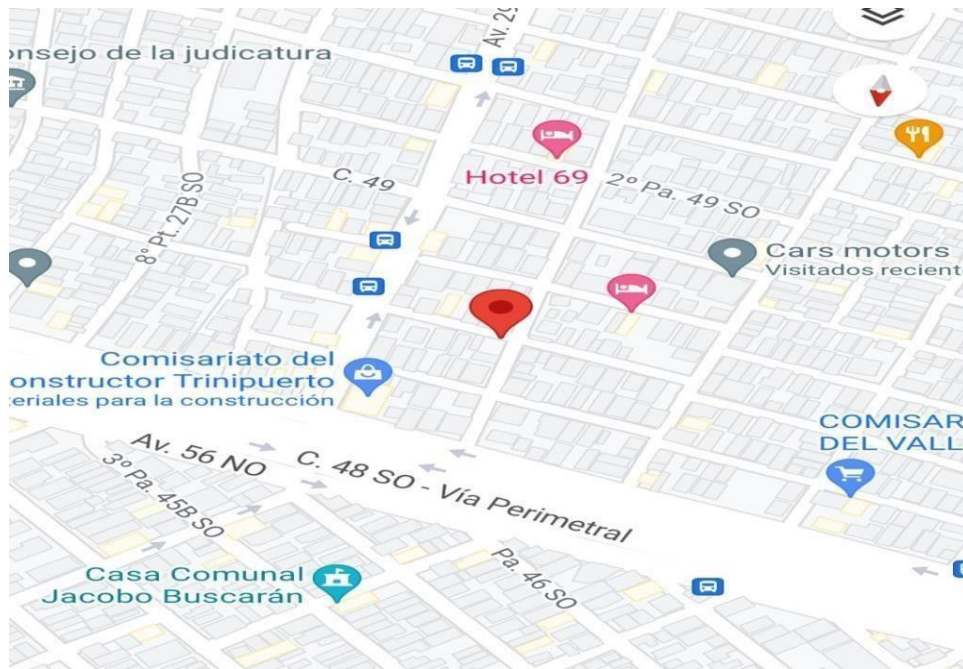 onsejo de la judicatura
Av. 29
C. 49
8° Pt. 27B SO
Hotel 69
2° Pa. 49 SO
Cars motors
Visitados recient
Comisariato del
onstructor Trinipuerto
teriales para la construcción
COMISAR
DEL VALL
Av. 56 NO
C. 48 SO - Vía Perimetral
3° Pa. 45B SO
Pa. 46 SO
Casa Comunal
Jacobo Buscarán